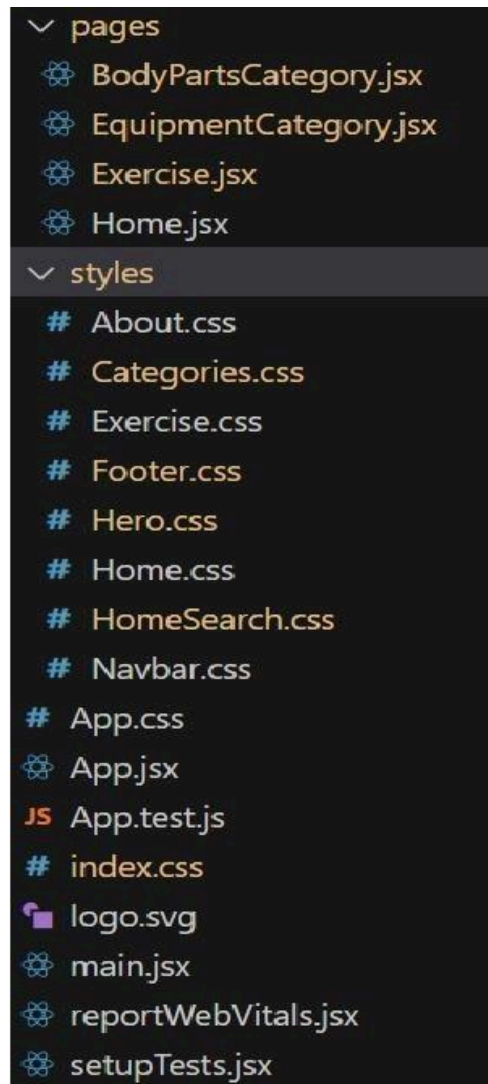 pages
BodyPartsCategory.jsx
EquipmentCategory.jsx
Exercise.jsx
Home.jsx
styles
# About.css
# Categories.css
# Exercise.css
# Footer.css
# Hero.css
# Home.css
# HomeSearch.css
# Navbar.css
# App.css
App.jsx
JS App.test.js
# index.css
logo.svg
main.jsx
reportWebVitals.jsx
setupTests.jsx